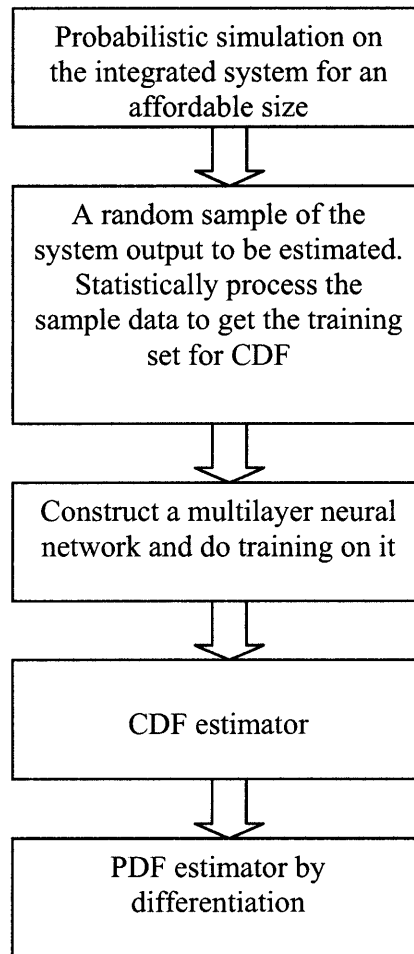 Probabilistic simulation on
the integrated system for an
affordable size
A random sample of the
system output to be estimated.
Statistically process the
sample data to get the training
set for CDF
Construct a multilayer neural
network and do training on it
CDF estimator
PDF estimator by
differentiation